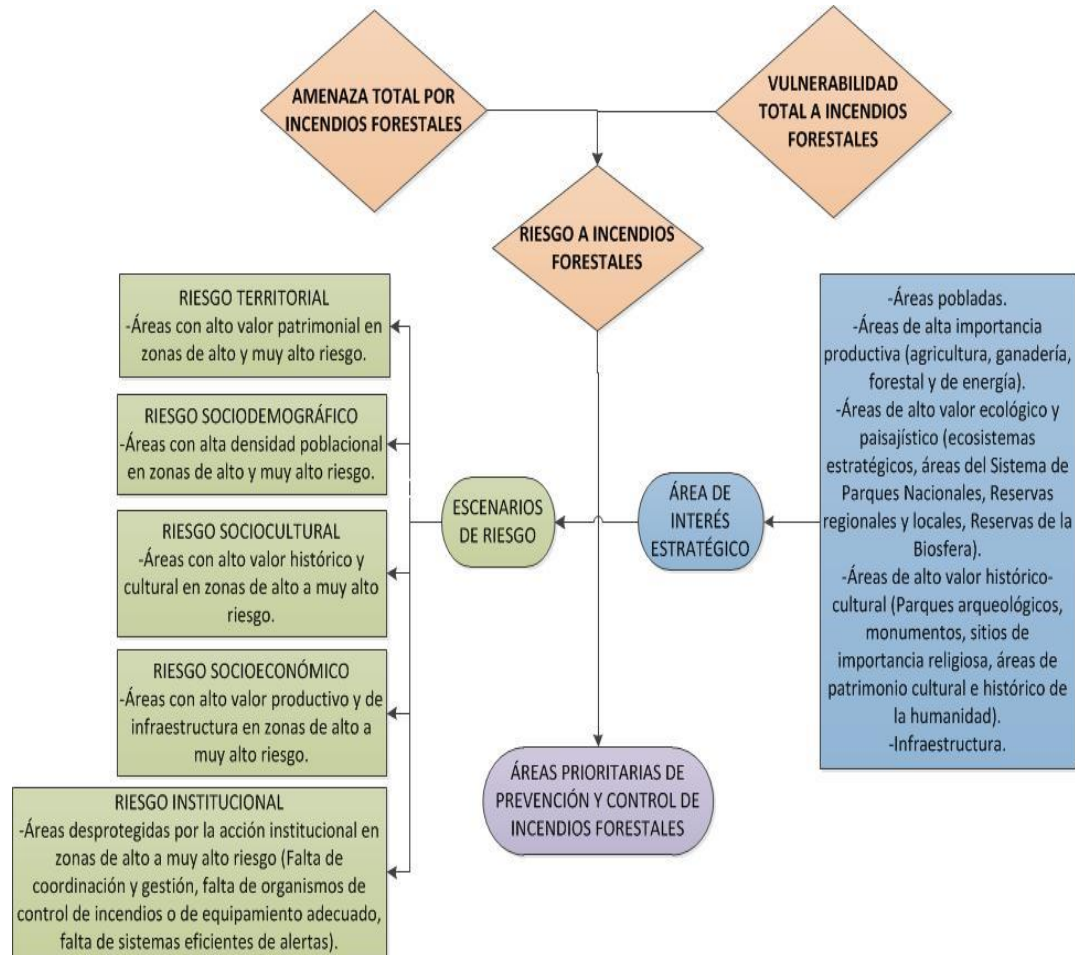 AMENAZA TOTAL POR
INCENDIOS FORESTALES
VULNERABILIDAD
TOTAL A INCENDIOS
FORESTALES
RIESGO A INCENDIOS
FORESTALES
RIESGO TERRITORIAL
-Áreas con alto valor patrimonial en
zonas de alto y muy alto riesgo.
RIESGO SOCIODEMOGRÁFICO
-Áreas con alta densidad poblacional
en zonas de alto y muy alto riesgo.
RIESGO SOCIOCULTURAL
-Áreas con alto valor histórico y
cultural en zonas de alto a muy alto
riesgo.
RIESGO SOCIOECONÓMICO
-Áreas con alto valor productivo y de
infraestructura en zonas de alto a
muy alto riesgo.
RIESGO INSTITUCIONAL
-Áreas desprotegidas por la acción institucional en
zonas de alto a muy alto riesgo (Falta de
coordinación y gestión, falta de organismos de
control de incendios o de equipamiento adecuado,
falta de sistemas eficientes de alertas).
ESCENARIOS
DE RIESGO
ÁREA DE
INTERÉS
ESTRATÉGICO
-Áreas pobladas.
-Áreas de alta importancia
productiva (agricultura, ganadería,
forestal y de energía).
-Áreas de alto valor ecológico y
paisajístico (ecosistemas
estratégicos, áreas del Sistema de
Parques Nacionales, Reservas
regionales y locales, Reservas de la
Biosfera).
-Áreas de alto valor histórico-
cultural (Parques arqueológicos,
monumentos, sitios de
importancia religiosa, áreas de
patrimonio cultural e histórico de
la humanidad).
-Infraestructura.
ÁREAS PRIORITARIAS DE
PREVENCIÓN Y CONTROL DE
INCENDIOS FORESTALES